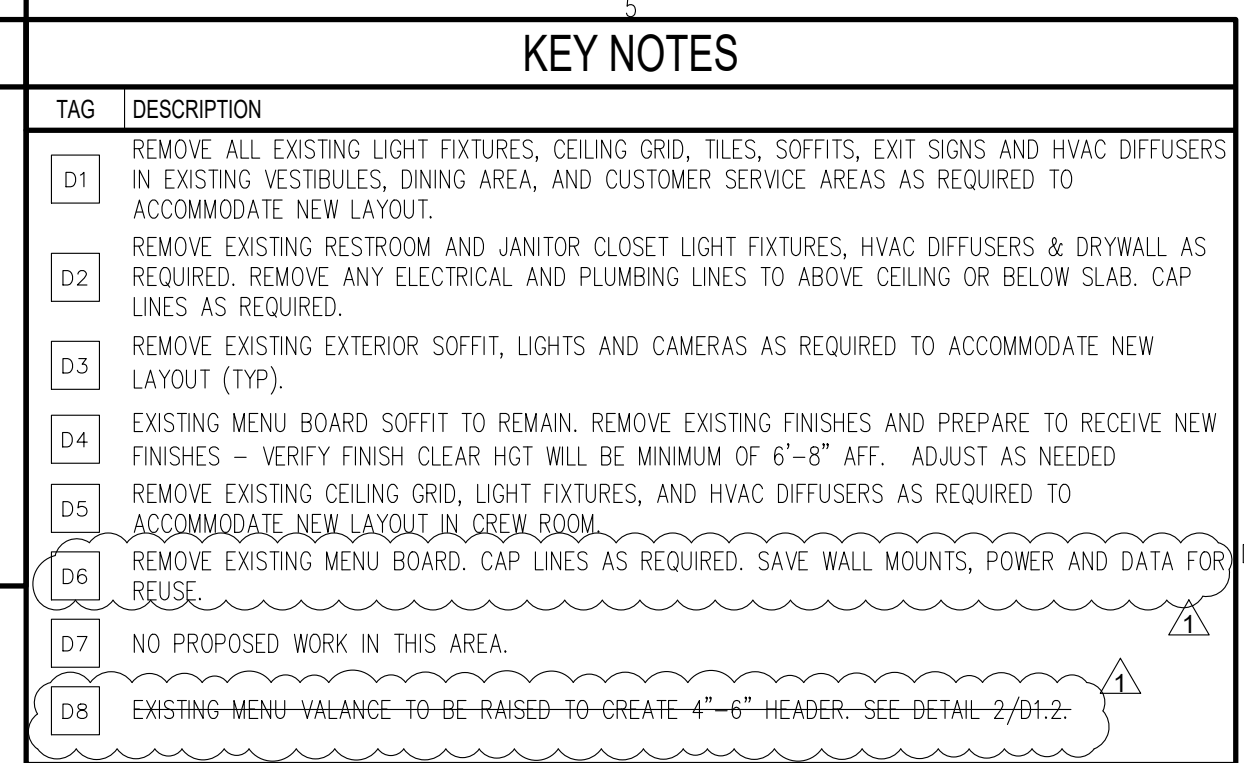 5
KEY NOTES
TAG DESCRIPTION
D1 REMOVE ALL EXISTING LIGHT FIXTURES, CEILING GRID, TILES, SOFFITS, EXIT SIGNS AND HVAC DIFFUSERS
IN EXISTING VESTIBULES, DINING AREA, AND CUSTOMER SERVICE AREAS AS REQUIRED TO
ACCOMMODATE NEW LAYOUT.
D2 REMOVE EXISTING RESTROOM AND JANITOR CLOSET LIGHT FIXTURES, HVAC DIFFUSERS & DRYWALL AS
REQUIRED. REMOVE ANY ELECTRICAL AND PLUMBING LINES TO ABOVE CEILING OR BELOW SLAB. CAP
LINES AS REQUIRED.
D3 REMOVE EXISTING EXTERIOR SOFFIT, LIGHTS AND CAMERAS AS REQUIRED TO ACCOMMODATE NEW
LAYOUT (TYP).
D4 EXISTING MENU BOARD SOFFIT TO REMAIN. REMOVE EXISTING FINISHES AND PREPARE TO RECEIVE NEW
FINISHES – VERIFY FINISH CLEAR HGT WILL BE MINIMUM OF 6'–8" AFF. ADJUST AS NEEDED
D5 REMOVE EXISTING CEILING GRID, LIGHT FIXTURES, AND HVAC DIFFUSERS AS REQUIRED TO
ACCOMMODATE NEW LAYOUT IN CREW ROOM.
D6 REMOVE EXISTING MENU BOARD. CAP LINES AS REQUIRED. SAVE WALL MOUNTS, POWER AND DATA FOR
REUSE.
1
D7 NO PROPOSED WORK IN THIS AREA.
1
D8 EXISTING MENU VALANCE TO BE RAISED TO CREATE 4"–6" HEADER. SEE DETAIL 2/D1.2.